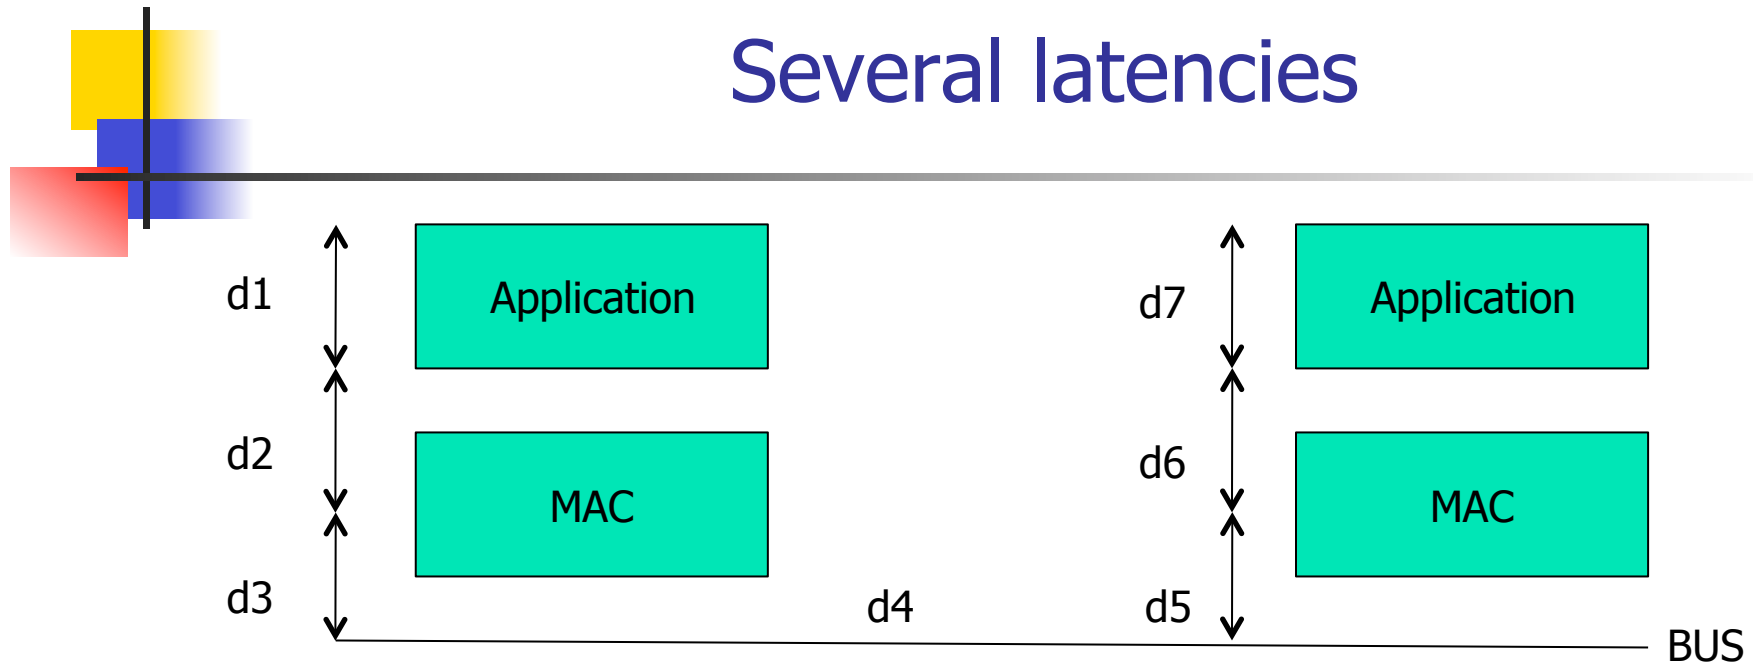 Several latencies
d1
Application
d7
Application
d2
d6
MAC
MAC
d3
d4
d5
BUS